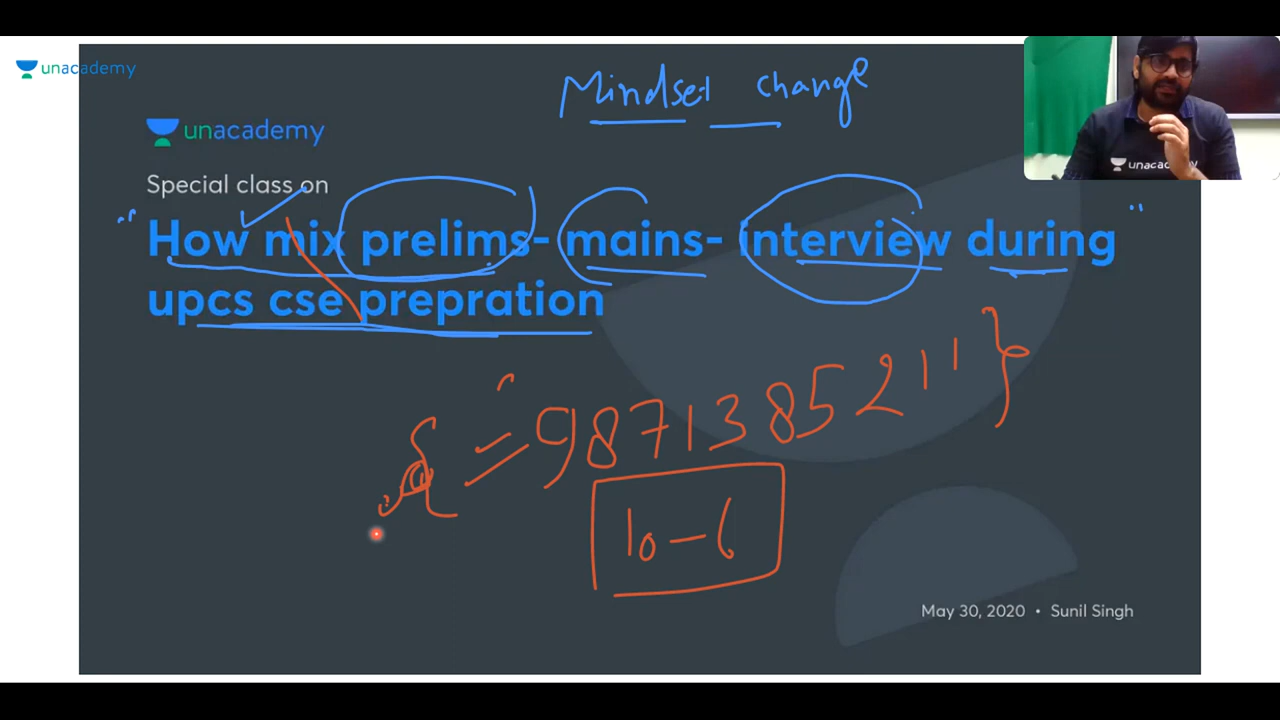 unacademy
Mindset change
unacademy
unacademy
Special class on
How mix prelims- mains- interview during
upcs cse prepration
= 9871385211
10-6
May 30, 2020 • Sunil Singh